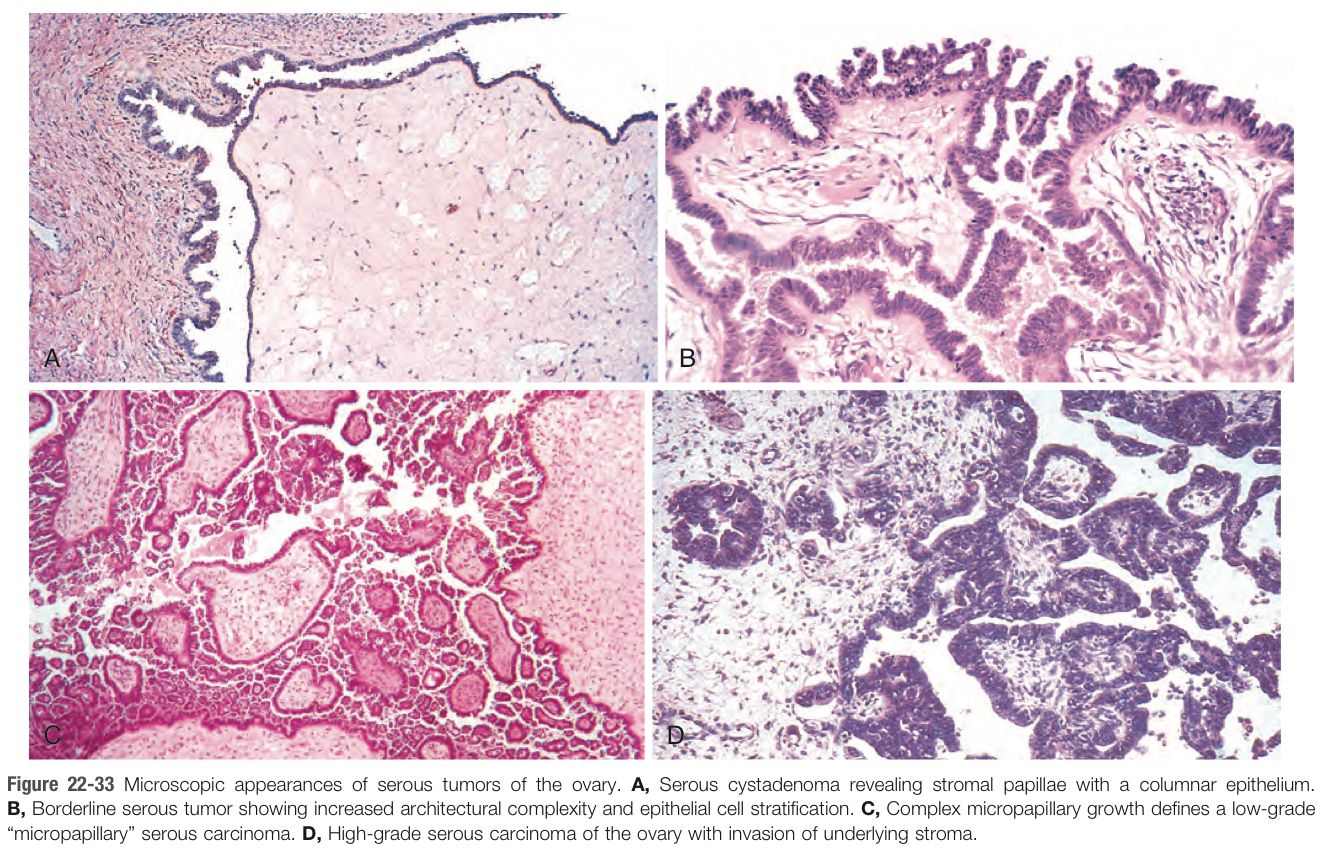 A
B
C
D
Figure 22-33 Microscopic appearances of serous tumors of the ovary. A, Serous cystadenoma revealing stromal papillae with a columnar epithelium.
B, Borderline serous tumor showing increased architectural complexity and epithelial cell stratification. C, Complex micropapillary growth defines a low-grade
“micropapillary” serous carcinoma. D, High-grade serous carcinoma of the ovary with invasion of underlying stroma.